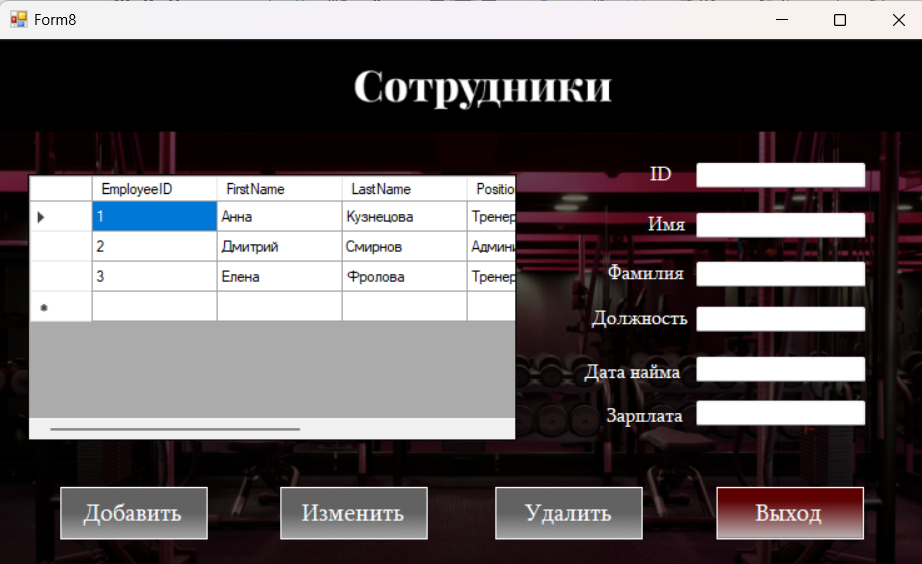 Form8
Сотрудники
EmployeeID FirstName LastName Positio
1 Анна Кузнецова Тренер
2 Дмитрий Смирнов Админи
3 Елена Фролова Тренер
ID
Имя
Фамилия
Должность
Дата найма
Зарплата
Добавить Изменить Удалить Выход